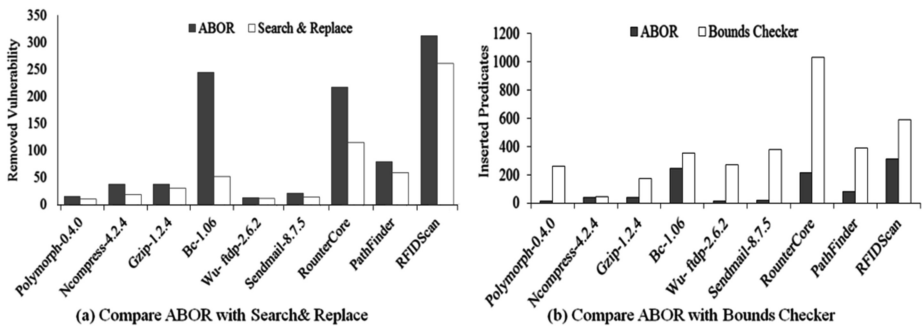 ABOR
Search & Replace
Removed Vulnerability
350
300
250
200
150
100
50
0
Polymorph-0.4.0
Ncompress-4.2.4
Gzip-1.2.4
Bc-1.06
Wu- ftdp-2.6.2
Sendmail-8.7.5
RounterCore
PathFinder
RFIDScan
(a) Compare ABOR with Search& Replace
ABOR
Bounds Checker
Inserted Predicates
1200
1000
800
600
400
200
0
Polymorph-0.4.0
Ncompress-4.2.4
Gzip-1.2.4
Bc-1.06
Wu- ftdp-2.6.2
Sendmail-8.7.5
RounterCore
PathFinder
RFIDScan
(b) Compare ABOR with Bounds Checker